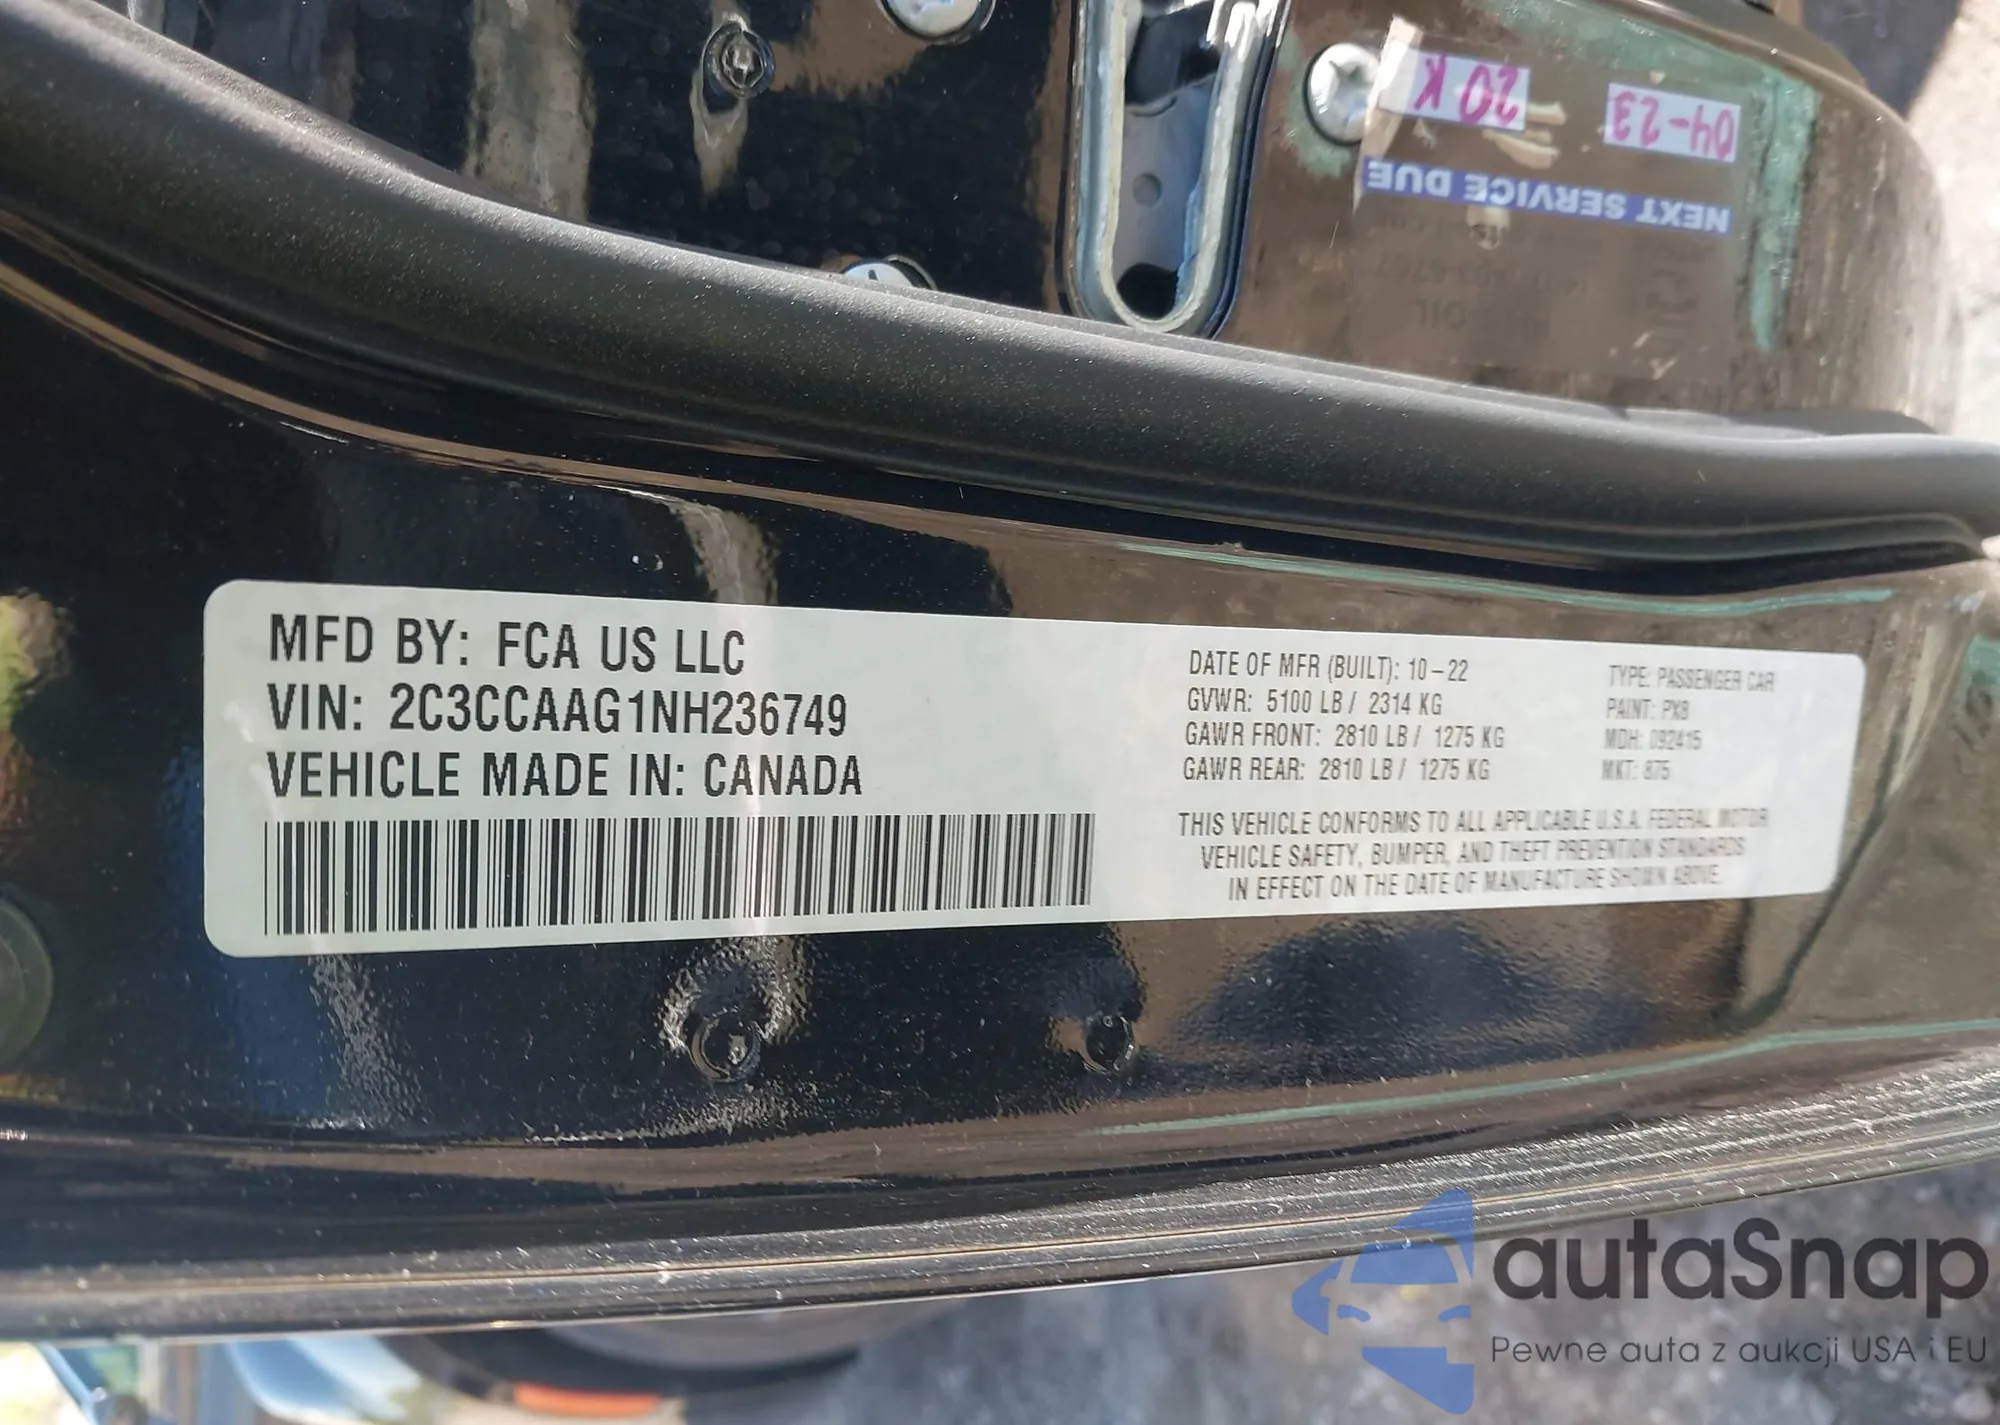 20K
04-23
NEXT SERVICE DUE
OIL
MFD BY: FCA US LLC
VIN: 2C3CCAAG1NH236749
VEHICLE MADE IN: CANADA
DATE OF MFR (BUILT): 10-22
GVWR: 5100 LB / 2314 KG
GAWR FRONT: 2810 LB / 1275 KG
GAWR REAR: 2810 LB / 1275 KG
TYPE: PASSENGER CAR
PAINT: PX8
MDH: 092415
MKT: 875
THIS VEHICLE CONFORMS TO ALL APPLICABLE U.S.A. FEDERAL MOTOR
VEHICLE SAFETY, BUMPER, AND THEFT PREVENTION STANDARDS
IN EFFECT ON THE DATE OF MANUFACTURE SHOWN ABOVE.
autaSnap
Pewne auta z aukcji USA i EU